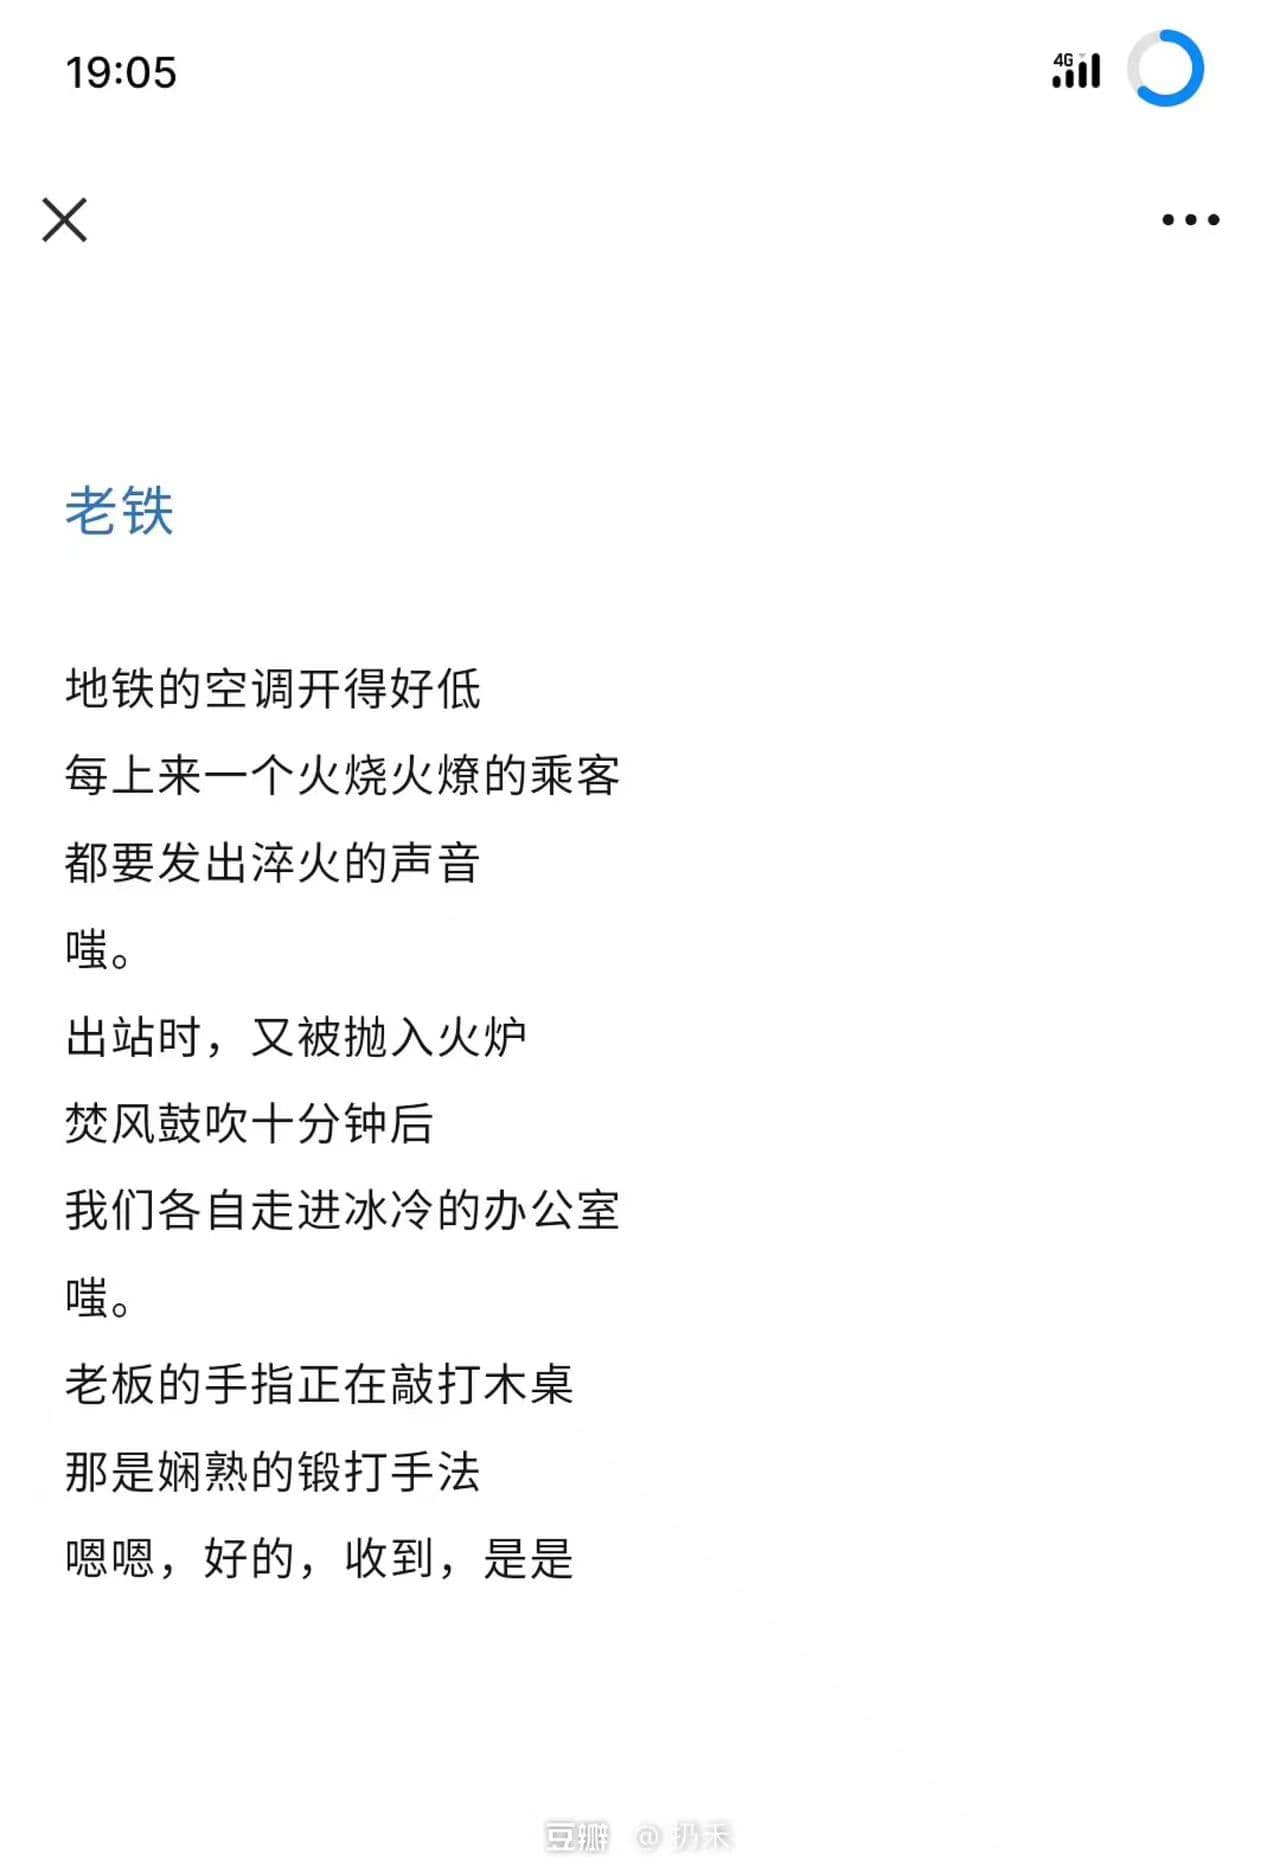 19:05
4G
老铁
地铁的空调开得好低
每上来一个火烧火燎的乘客
都要发出淬火的声音
嗤。
出站时，又被抛入火炉
焚风鼓吹十分钟后
我们各自走进冰冷的办公室
嗤。
老板的手指正在敲打木桌
那是娴熟的锻打手法
嗯嗯，好的，收到，是是
豆瓣 @ 扔禾